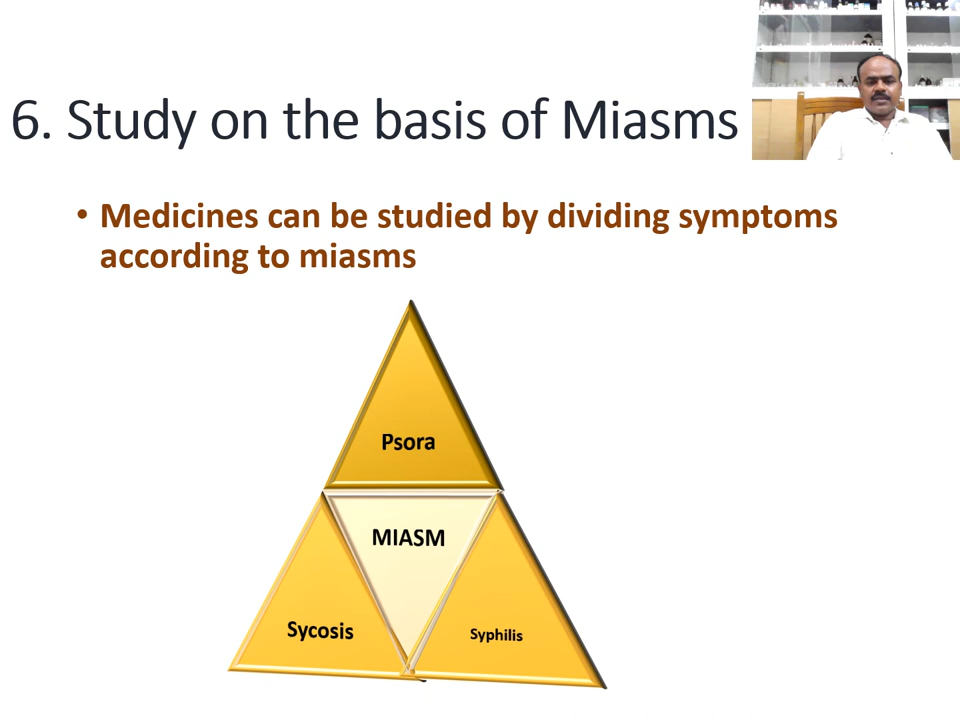 6. Study on the basis of Miasms
• Medicines can be studied by dividing symptoms
according to miasms
Psora
MIASM
Sycosis
Syphilis